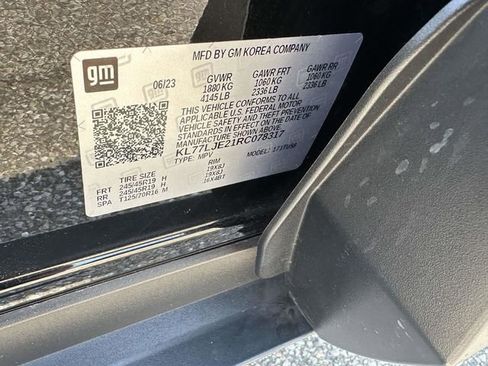 MFD BY GM KOREA COMPANY
gm
06/23 GVWR GAWR FRT GAWR RR
1880 KG 1060 KG 1060 KG
4145 LB 2336 LB 2336 LB
THIS VEHICLE CONFORMS TO ALL
APPLICABLE U.S. FEDERAL MOTOR
VEHICLE SAFETY AND THEFT PREVENTION
STANDARDS IN EFFECT ON THE DATE OF
MANUFACTURE SHOWN ABOVE.
KL77LJE21RC078317
TYPE: MPV MODEL:
TIRE SIZE RIM
FRT 245/45R19 H 19X8J
RR 245/45R19 H 19X8J
SPA T125/70R16 M 16X4BT